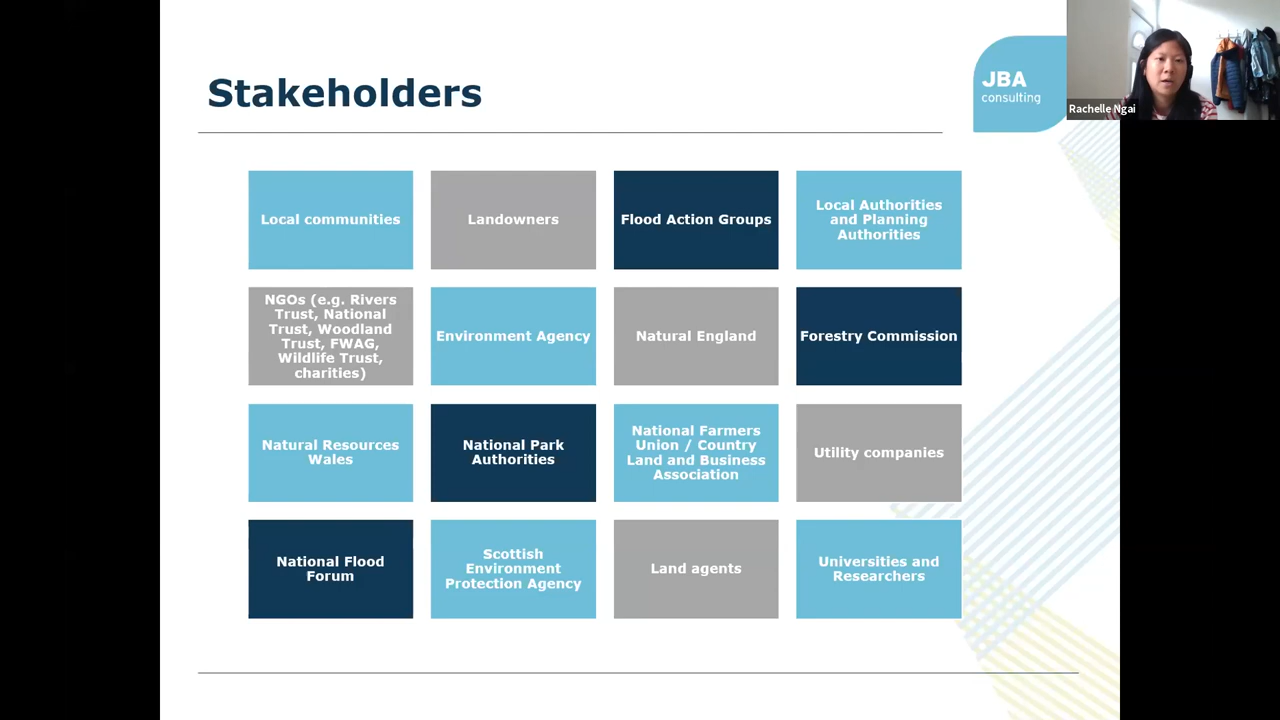 Stakeholders
JBA
consulting
Rachelle Ngai
Local communities
Landowners
Flood Action Groups
Local Authorities
and Planning
Authorities
NGOs (e.g. Rivers
Trust, National
Trust, Woodland
Trust, FWAG,
Wildlife Trust,
charities)
Environment Agency
Natural England
Forestry Commission
Natural Resources
Wales
National Park
Authorities
National Farmers
Union / Country
Land and Business
Association
Utility companies
National Flood
Forum
Scottish
Environment
Protection Agency
Land agents
Universities and
Researchers